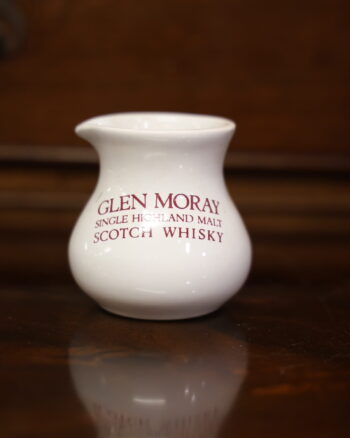 GLEN MORAY
SINGLE HIGHLAND MALT
SCOTCH WHISKY